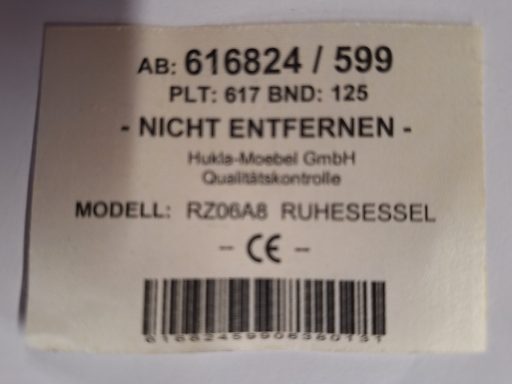 AB: 616824 / 599
PLT: 617 BND: 125
- NICHT ENTFERNEN -
Hukla-Moebel GmbH
Qualitätskontrolle
MODELL: RZ06A8 RUHESESSEL
- CE -